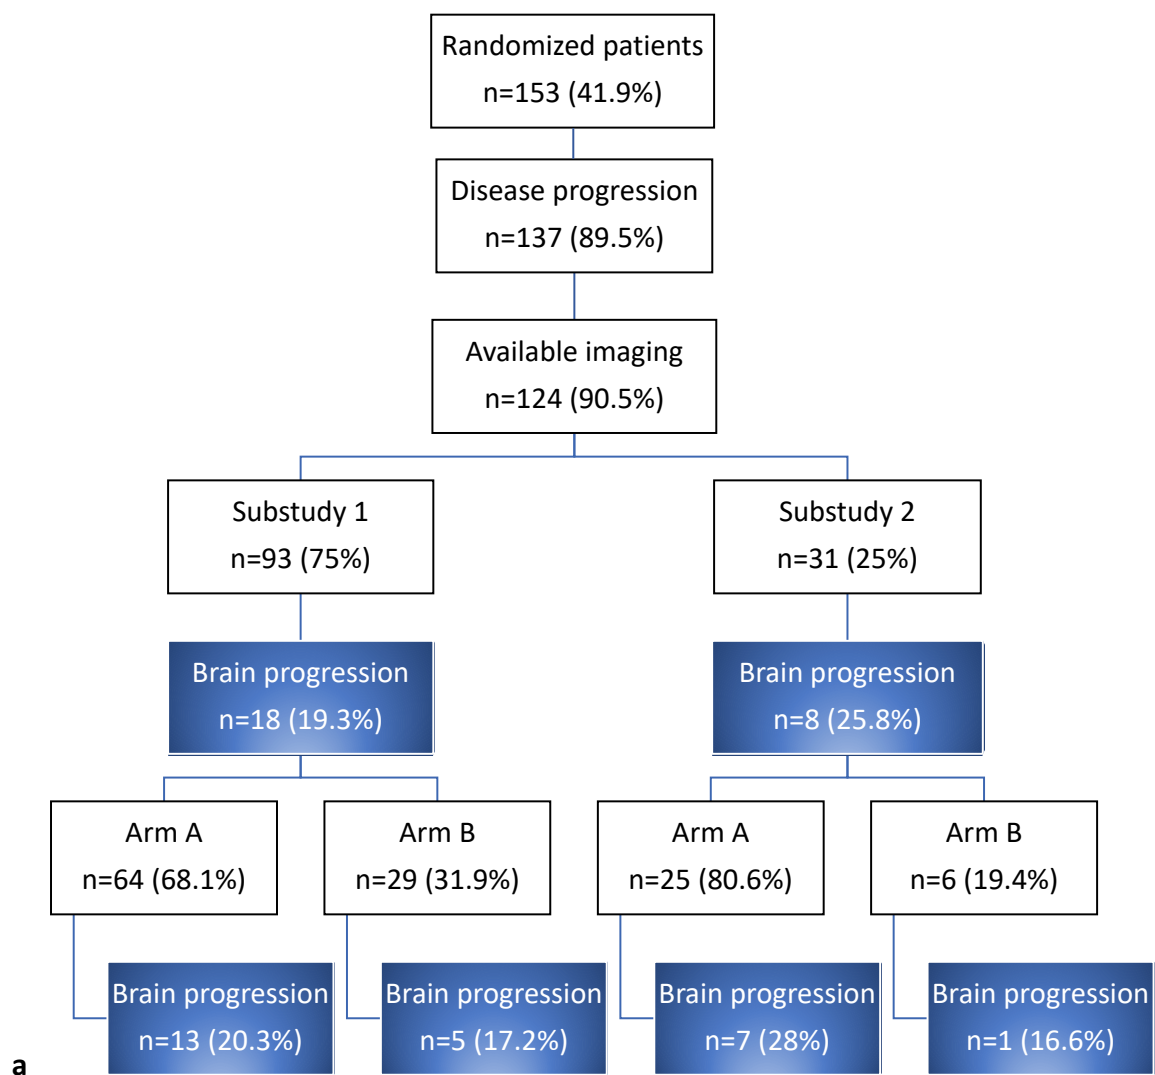 Randomized patients
n=153 (41.9%)
Disease progression
n=137 (89.5%)
Available imaging
n=124 (90.5%)
Substudy 1
n=93 (75%)
Substudy 2
n=31 (25%)
Brain progression
n=18 (19.3%)
Brain progression
n=8 (25.8%)
Arm A
n=64 (68.1%)
Arm B
n=29 (31.9%)
Arm A
n=25 (80.6%)
Arm B
n=6 (19.4%)
Brain progression
n=13 (20.3%)
Brain progression
n=5 (17.2%)
Brain progression
n=7 (28%)
Brain progression
n=1 (16.6%)
a